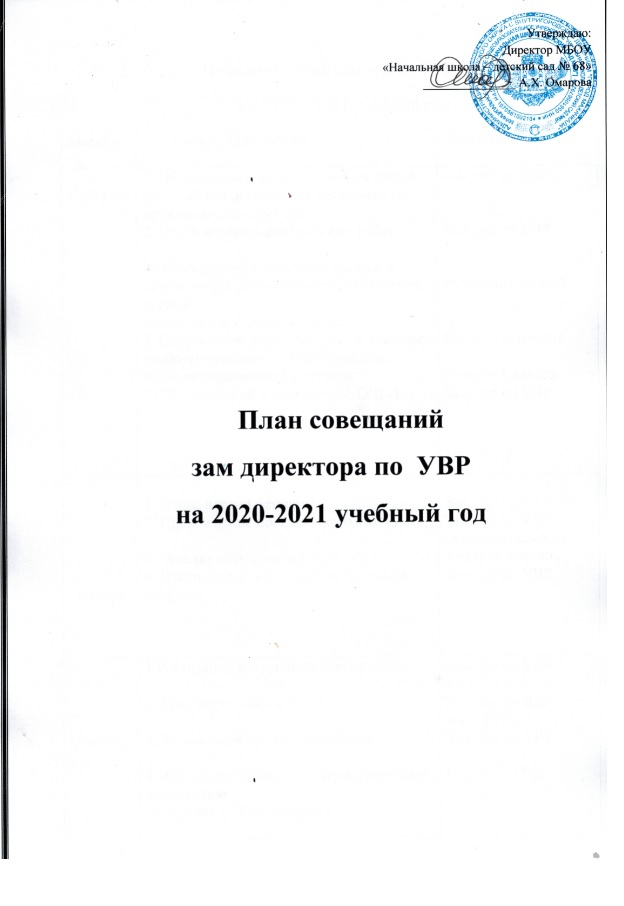 Утверждаю:
Директор МБОУ
«Начальная школа – детский сад № 68»
А.Х. Омарова
План совещаний
зам директора по УВР
на 2020-2021 учебный год